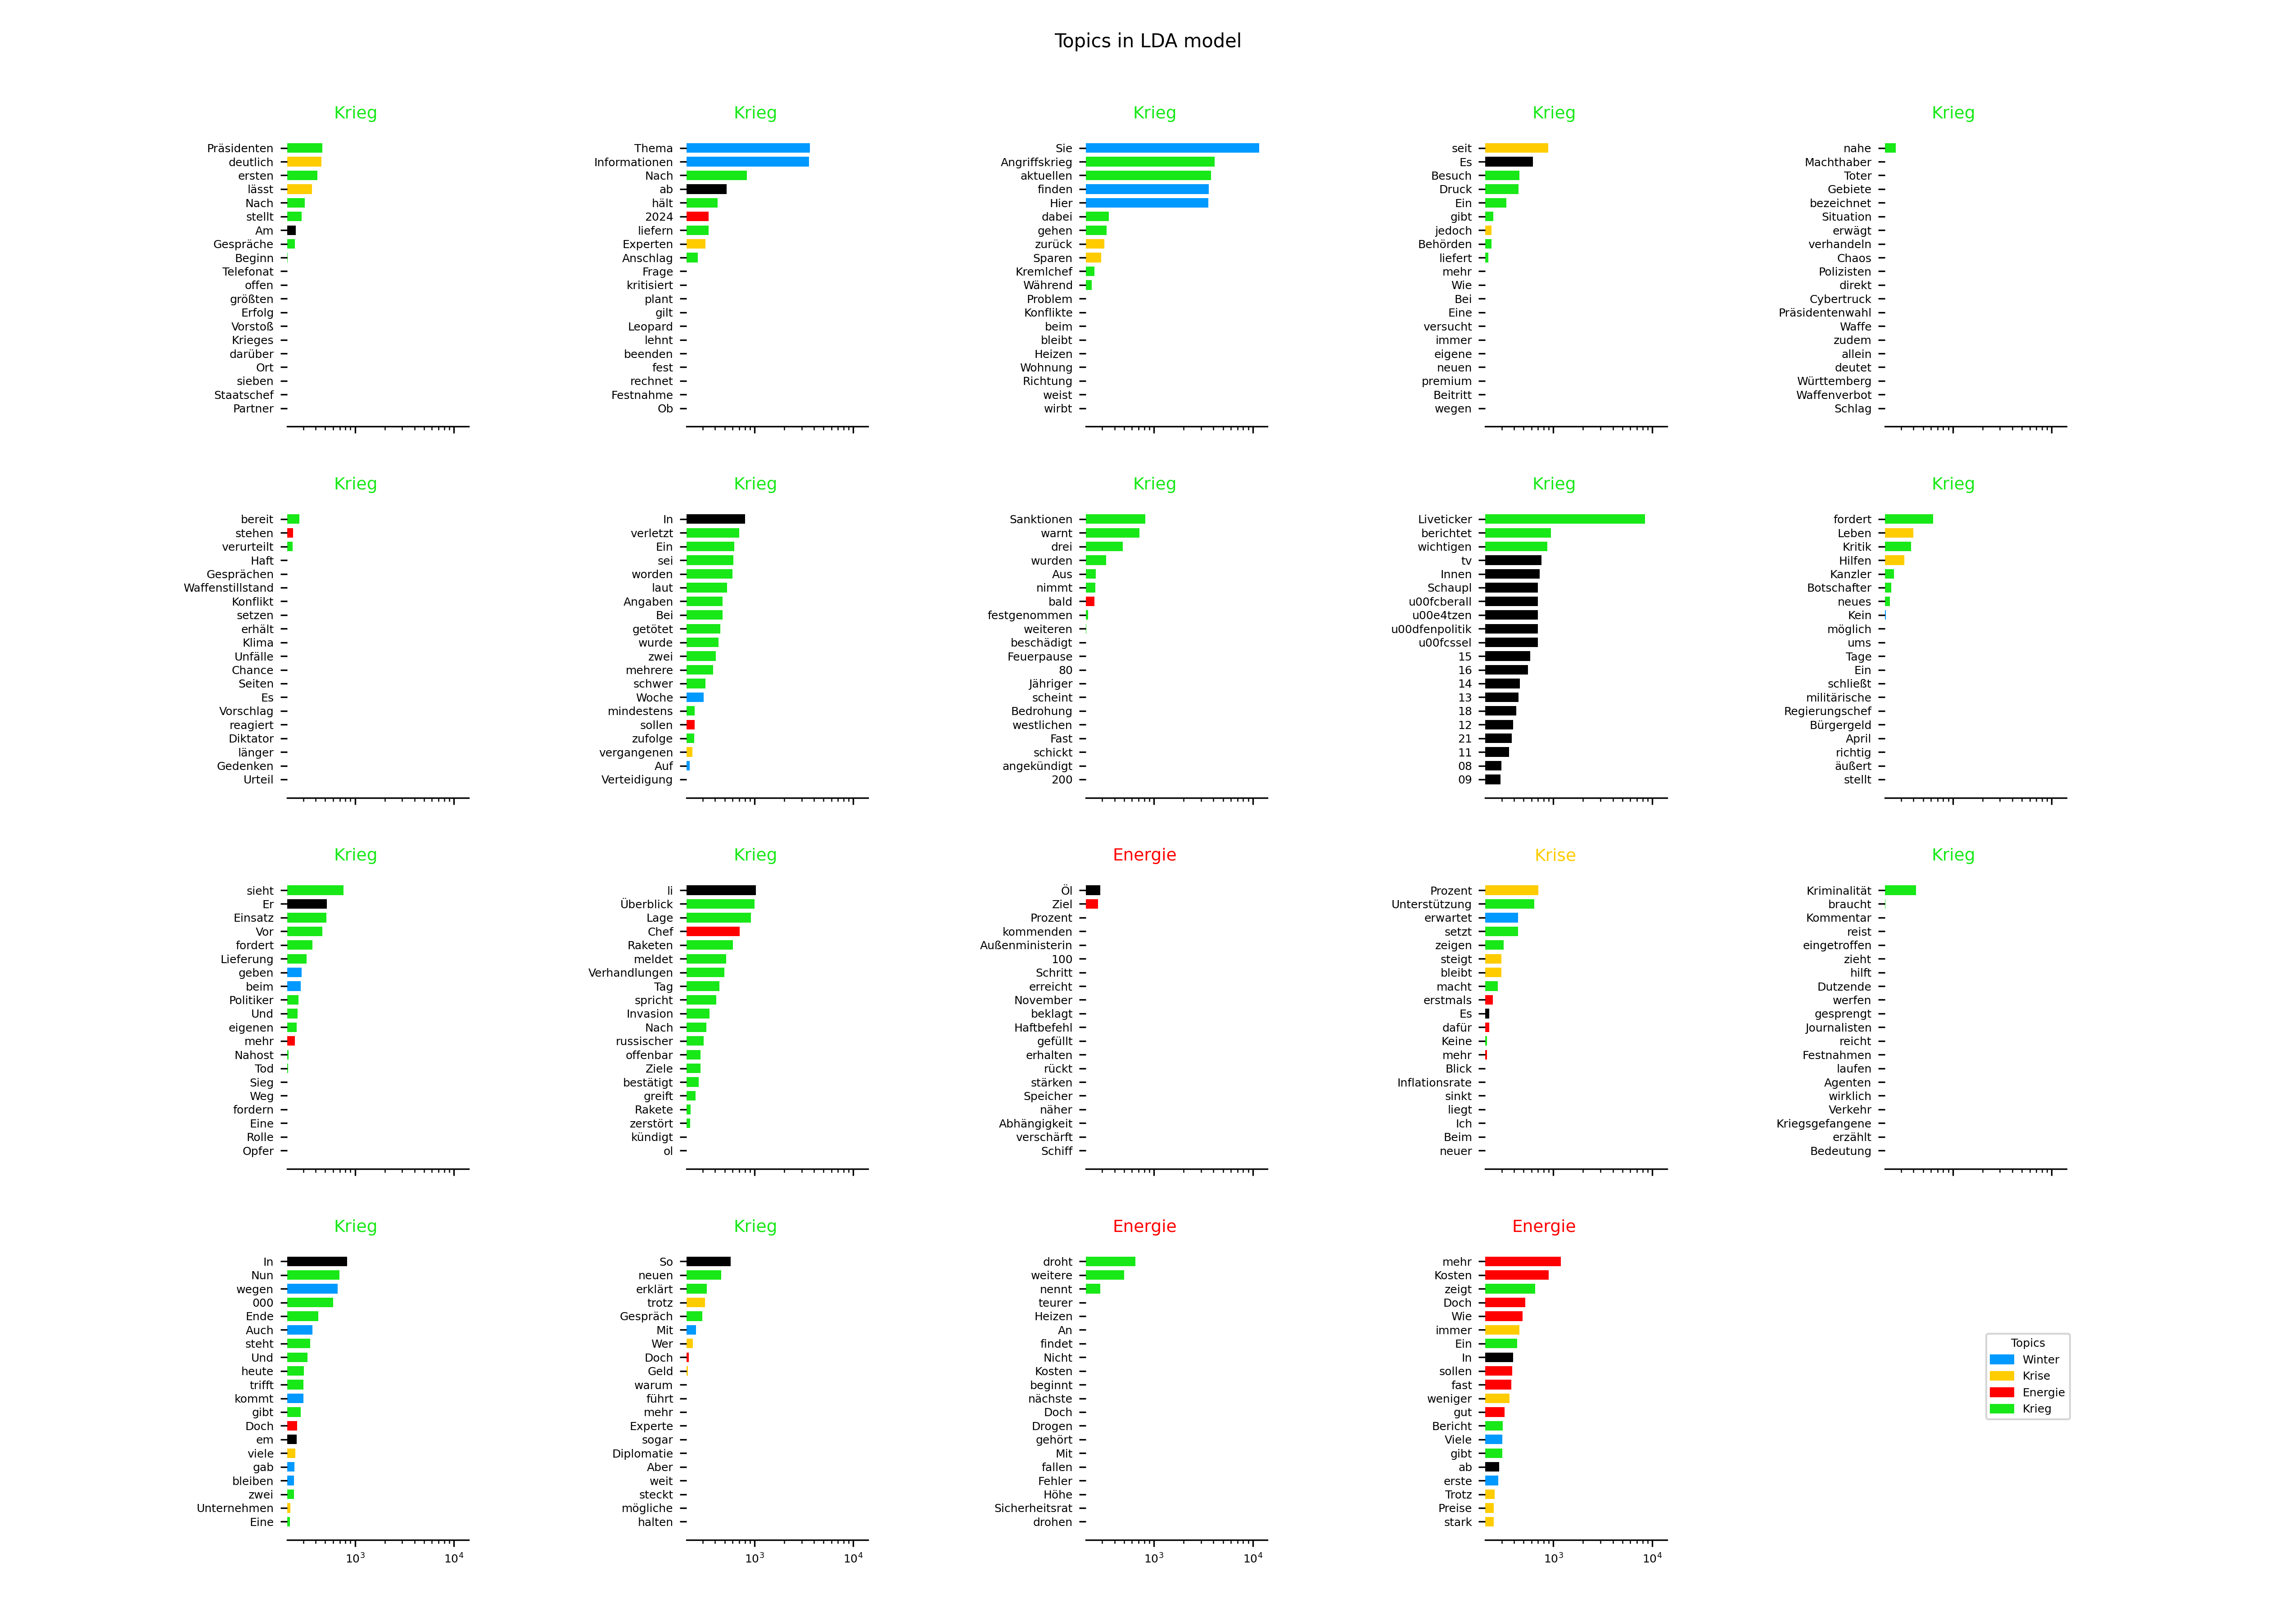 Topics in LDA model
Krieg
Präsidenten
deutlich
ersten
lässt
Nach
stellt
Am
Gespräche
Beginn
Telefonat
offen
größten
Erfolg
Vorstoß
Krieges
darüber
Ort
sieben
Staatschef
Partner
Krieg
Thema
Informationen
Nach
ab
hält
2024
liefern
Experten
Anschlag
Frage
kritisiert
plant
gilt
Leopard
lehnt
beenden
fest
rechnet
Festnahme
Ob
Krieg
Sie
Angriffskrieg
aktuellen
finden
Hier
dabei
gehen
zurück
Sparen
Kremlchef
Während
Problem
Konflikte
beim
bleibt
Heizen
Wohnung
Richtung
weist
wirbt
Krieg
seit
Es
Besuch
Druck
Ein
gibt
jedoch
Behörden
liefert
mehr
Wie
Bei
Eine
versucht
immer
eigene
neuen
premium
Beitritt
wegen
Krieg
nahe
Machthaber
Toter
Gebiete
bezeichnet
Situation
erwägt
verhandeln
Chaos
Polizisten
direkt
Cybertruck
Präsidentenwahl
Waffe
zudem
allein
deutet
Württemberg
Waffenverbot
Schlag
Krieg
bereit
stehen
verurteilt
Haft
Gesprächen
Waffenstillstand
Konflikt
setzen
erhält
Klima
Unfälle
Chance
Seiten
Es
Vorschlag
reagiert
Diktator
länger
Gedenken
Urteil
Krieg
In
verletzt
Ein
sei
worden
laut
Angaben
Bei
getötet
wurde
zwei
mehrere
schwer
Woche
mindestens
sollen
zufolge
vergangenen
Auf
Verteidigung
Krieg
Sanktionen
warnt
drei
wurden
Aus
nimmt
bald
festgenommen
weiteren
beschädigt
Feuerpause
80
Jähriger
scheint
Bedrohung
westlichen
Fast
schickt
angekündigt
200
Krieg
Liveticker
berichtet
wichtigen
tv
Innen
Schaupl
u00fcberall
u00e4tzen
u00dfenpolitik
u00fcssel
15
16
14
13
18
12
21
11
08
09
Krieg
fordert
Leben
Kritik
Hilfen
Kanzler
Botschafter
neues
Kein
möglich
ums
Tage
Ein
schließt
militärische
Regierungschef
Bürgergeld
April
richtig
äußert
stellt
Krieg
sieht
Er
Einsatz
Vor
fordert
Lieferung
geben
beim
Politiker
Und
eigenen
mehr
Nahost
Tod
Sieg
Weg
fordern
Eine
Rolle
Opfer
Krieg
li
Überblick
Lage
Chef
Raketen
meldet
Verhandlungen
Tag
spricht
Invasion
Nach
russischer
offenbar
Ziele
bestätigt
greift
Rakete
zerstört
kündigt
ol
Energie
Öl
Ziel
Prozent
kommenden
Außenministerin
100
Schritt
erreicht
November
beklagt
Haftbefehl
gefüllt
erhalten
rückt
stärken
Speicher
näher
Abhängigkeit
verschärft
Schiff
Krise
Prozent
Unterstützung
erwartet
setzt
zeigen
steigt
bleibt
macht
erstmals
Es
dafür
Keine
mehr
Blick
Inflationsrate
sinkt
liegt
Ich
Beim
neuer
Krieg
Kriminalität
braucht
Kommentar
reist
eingetroffen
zieht
hilft
Dutzende
werfen
gesprengt
Journalisten
reicht
Festnahmen
laufen
Agenten
wirklich
Verkehr
Kriegsgefangene
erzählt
Bedeutung
Krieg
In
Nun
wegen
000
Ende
Auch
steht
Und
heute
trifft
kommt
gibt
Doch
em
viele
gab
bleiben
zwei
Unternehmen
Eine
10³ 10⁴
Krieg
So
neuen
erklärt
trotz
Gespräch
Mit
Wer
Doch
Geld
warum
führt
mehr
Experte
sogar
Diplomatie
Aber
weit
steckt
mögliche
halten
10³ 10⁴
Energie
droht
weitere
nennt
teurer
Heizen
An
findet
Nicht
Kosten
beginnt
nächste
Doch
Drogen
gehört
Mit
fallen
Fehler
Höhe
Sicherheitsrat
drohen
10³ 10⁴
Energie
mehr
Kosten
zeigt
Doch
Wie
immer
Ein
In
sollen
fast
weniger
gut
Bericht
Viele
gibt
ab
erste
Trotz
Preise
stark
10³ 10⁴
Topics
Winter
Krise
Energie
Krieg